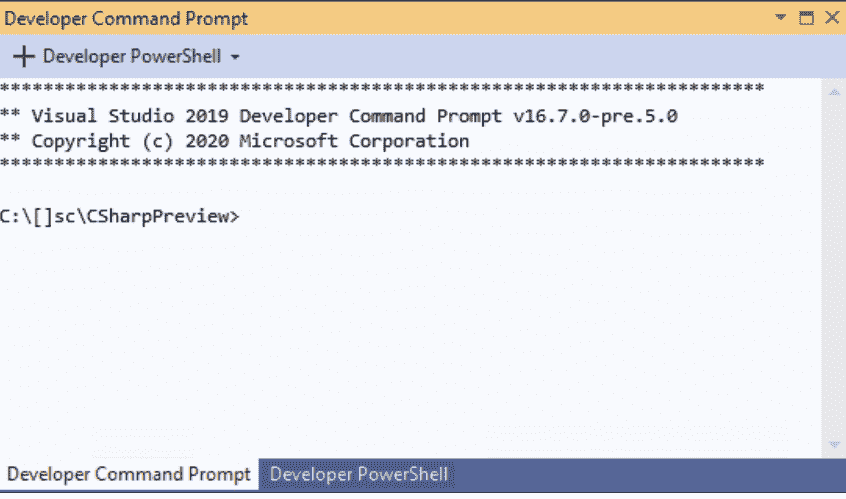 Developer Command Prompt
Developer PowerShell
**********************************************************************
** Visual Studio 2019 Developer Command Prompt v16.7.0-pre.5.0
** Copyright (c) 2020 Microsoft Corporation
**********************************************************************
C:\[]sc\CSharpPreview>
Developer Command Prompt Developer PowerShell